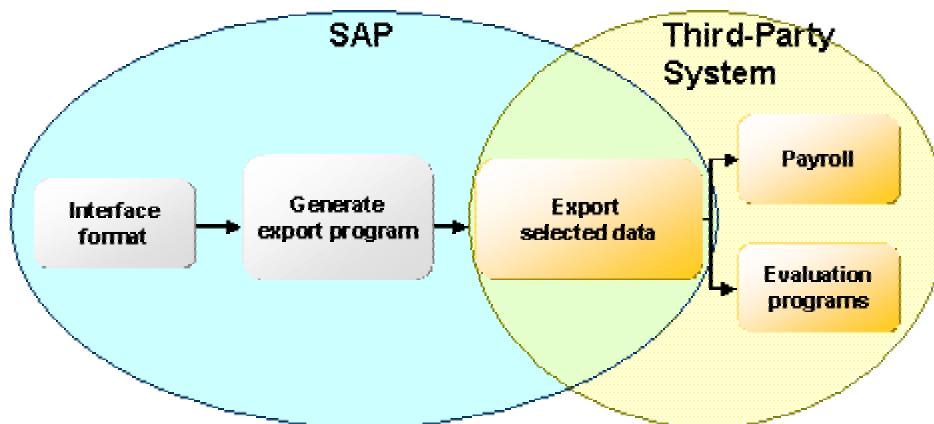 SAP
Third-Party
System
Interface
format
Generate
export program
Export
selected data
Payroll
Evaluation
programs